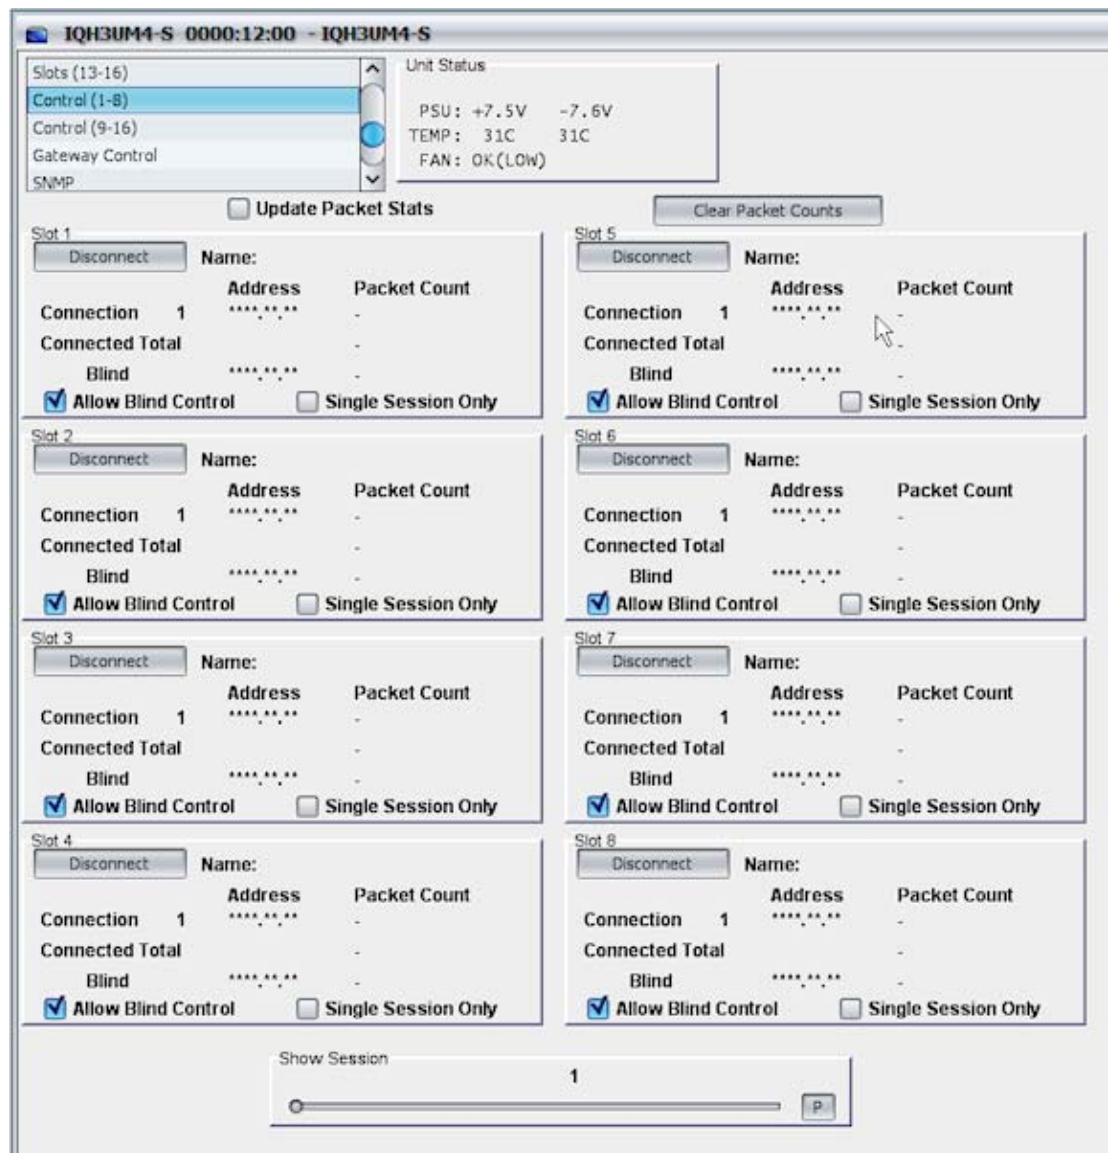 IQH3UM4-S 0000:12:00 - IQH3UM4-S
Slots (13-16)
Control (1-8)
Control (9-16)
Gateway Control
SNMP
Unit Status
PSU: +7.5V -7.6V
TEMP: 31C 31C
FAN: OK(LOW)
Update Packet Stats
Clear Packet Counts
Slot 1
Disconnect Name:
Address Packet Count
Connection 1 ****.**.** -
Connected Total -
Blind ****.**.** -
Allow Blind Control Single Session Only
Slot 2
Disconnect Name:
Address Packet Count
Connection 1 ****.**.** -
Connected Total -
Blind ****.**.** -
Allow Blind Control Single Session Only
Slot 3
Disconnect Name:
Address Packet Count
Connection 1 ****.**.** -
Connected Total -
Blind ****.**.** -
Allow Blind Control Single Session Only
Slot 4
Disconnect Name:
Address Packet Count
Connection 1 ****.**.** -
Connected Total -
Blind ****.**.** -
Allow Blind Control Single Session Only
Slot 5
Disconnect Name:
Address Packet Count
Connection 1 ****.**.** -
Connected Total -
Blind ****.**.** -
Allow Blind Control Single Session Only
Slot 6
Disconnect Name:
Address Packet Count
Connection 1 ****.**.** -
Connected Total -
Blind ****.**.** -
Allow Blind Control Single Session Only
Slot 7
Disconnect Name:
Address Packet Count
Connection 1 ****.**.** -
Connected Total -
Blind ****.**.** -
Allow Blind Control Single Session Only
Slot 8
Disconnect Name:
Address Packet Count
Connection 1 ****.**.** -
Connected Total -
Blind ****.**.** -
Allow Blind Control Single Session Only
Show Session
1
P